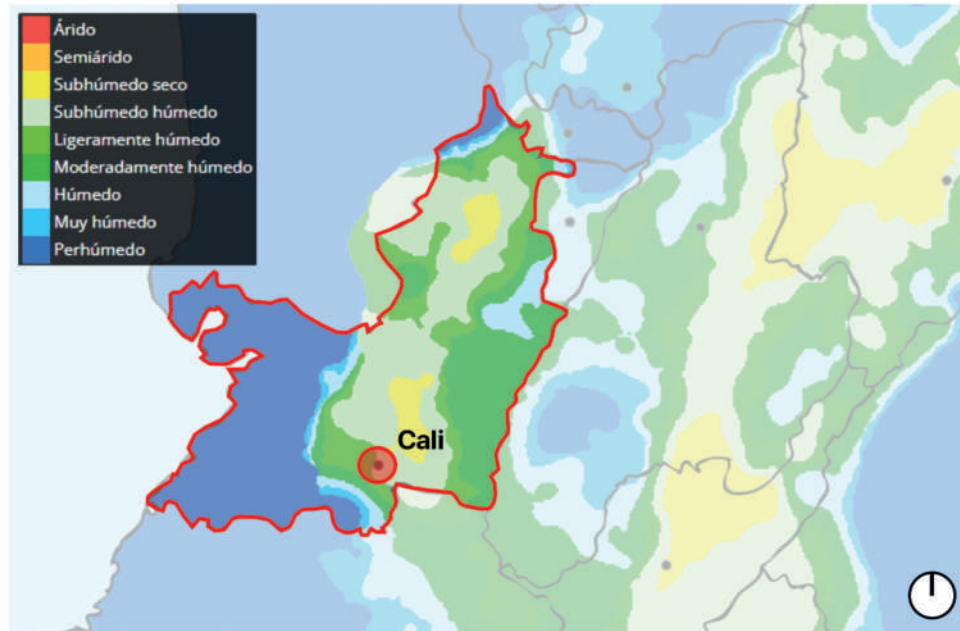 Árido
Semiárido
Subhúmedo seco
Subhúmedo húmedo
Ligeramente húmedo
Moderadamente húmedo
Húmedo
Muy húmedo
Perhúmedo
Cali